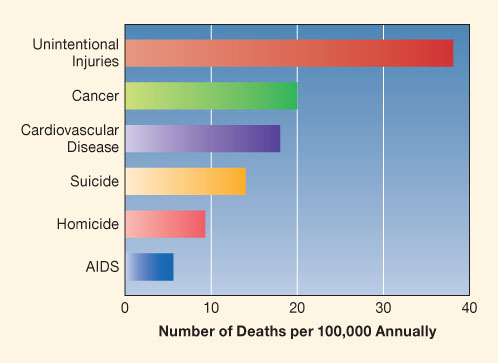 Unintentional
Injuries
Cancer
Cardiovascular
Disease
Suicide
Homicide
AIDS
0 10 20 30 40
Number of Deaths per 100,000 Annually